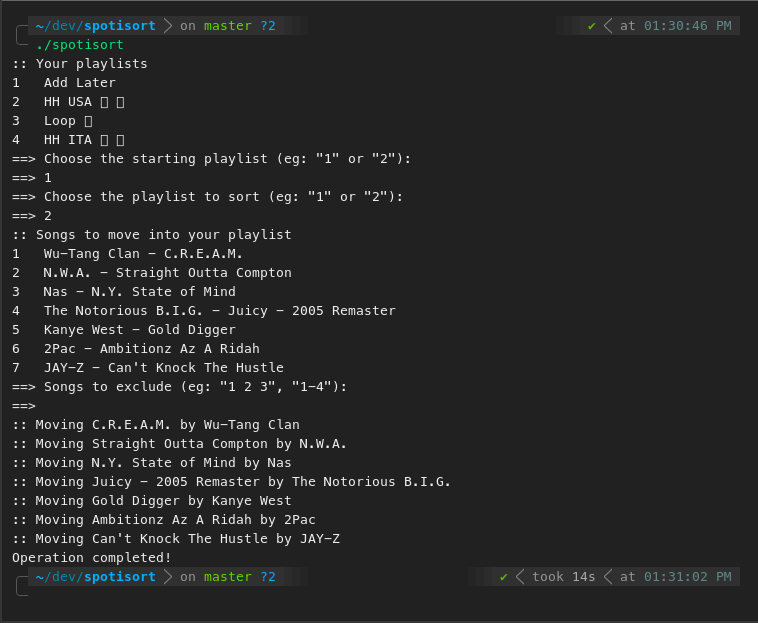 ~/dev/spotisort on master ?2 ✔ at 01:30:46 PM
./spotisort
:: Your playlists
1 Add Later
2 HH USA
3 Loop
4 HH ITA
==> Choose the starting playlist (eg: "1" or "2"):
==> 1
==> Choose the playlist to sort (eg: "1" or "2"):
==> 2
:: Songs to move into your playlist
1 Wu-Tang Clan - C.R.E.A.M.
2 N.W.A. - Straight Outta Compton
3 Nas - N.Y. State of Mind
4 The Notorious B.I.G. - Juicy - 2005 Remaster
5 Kanye West - Gold Digger
6 2Pac - Ambitionz Az A Ridah
7 JAY-Z - Can't Knock The Hustle
==> Songs to exclude (eg: "1 2 3", "1-4"):
==>
:: Moving C.R.E.A.M. by Wu-Tang Clan
:: Moving Straight Outta Compton by N.W.A.
:: Moving N.Y. State of Mind by Nas
:: Moving Juicy - 2005 Remaster by The Notorious B.I.G.
:: Moving Gold Digger by Kanye West
:: Moving Ambitionz Az A Ridah by 2Pac
:: Moving Can't Knock The Hustle by JAY-Z
Operation completed!
~/dev/spotisort on master ?2 ✔ took 14s at 01:31:02 PM